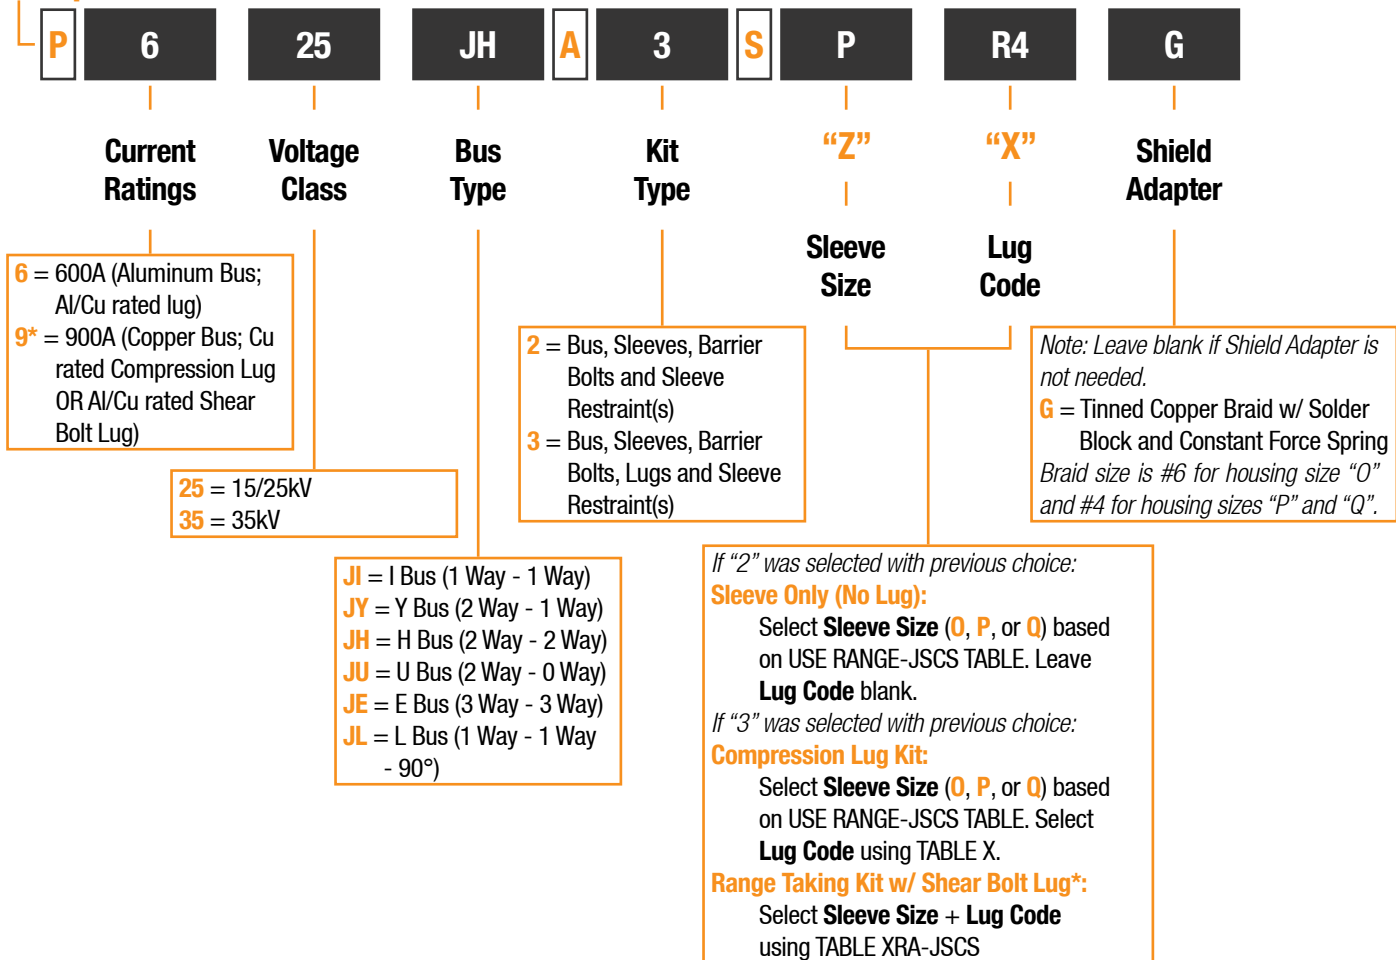 P 6 25 JH A 3 S P R4 G
Current
Ratings
Voltage
Class
Bus
Type
Kit
Type
“Z”
Sleeve
Size
“X”
Lug
Code
Shield
Adapter
6 = 600A (Aluminum Bus;
Al/Cu rated lug)
9* = 900A (Copper Bus; Cu
rated Compression Lug
OR Al/Cu rated Shear
Bolt Lug)
25 = 15/25kV
35 = 35kV
JI = I Bus (1 Way - 1 Way)
JY = Y Bus (2 Way - 1 Way)
JH = H Bus (2 Way - 2 Way)
JU = U Bus (2 Way - 0 Way)
JE = E Bus (3 Way - 3 Way)
JL = L Bus (1 Way - 1 Way
- 90°)
2 = Bus, Sleeves, Barrier
Bolts and Sleeve
Restraint(s)
3 = Bus, Sleeves, Barrier
Bolts, Lugs and Sleeve
Restraint(s)
If “2” was selected with previous choice:
Sleeve Only (No Lug):
Select Sleeve Size (O, P, or Q) based
on USE RANGE-JSCS TABLE. Leave
Lug Code blank.
If “3” was selected with previous choice:
Compression Lug Kit:
Select Sleeve Size (O, P, or Q) based
on USE RANGE-JSCS TABLE. Select
Lug Code using TABLE X.
Range Taking Kit w/ Shear Bolt Lug*:
Select Sleeve Size + Lug Code
using TABLE XRA-JSCS
Note: Leave blank if Shield Adapter is
not needed.
G = Tinned Copper Braid w/ Solder
Block and Constant Force Spring
Braid size is #6 for housing size “O”
and #4 for housing sizes “P” and “Q”.